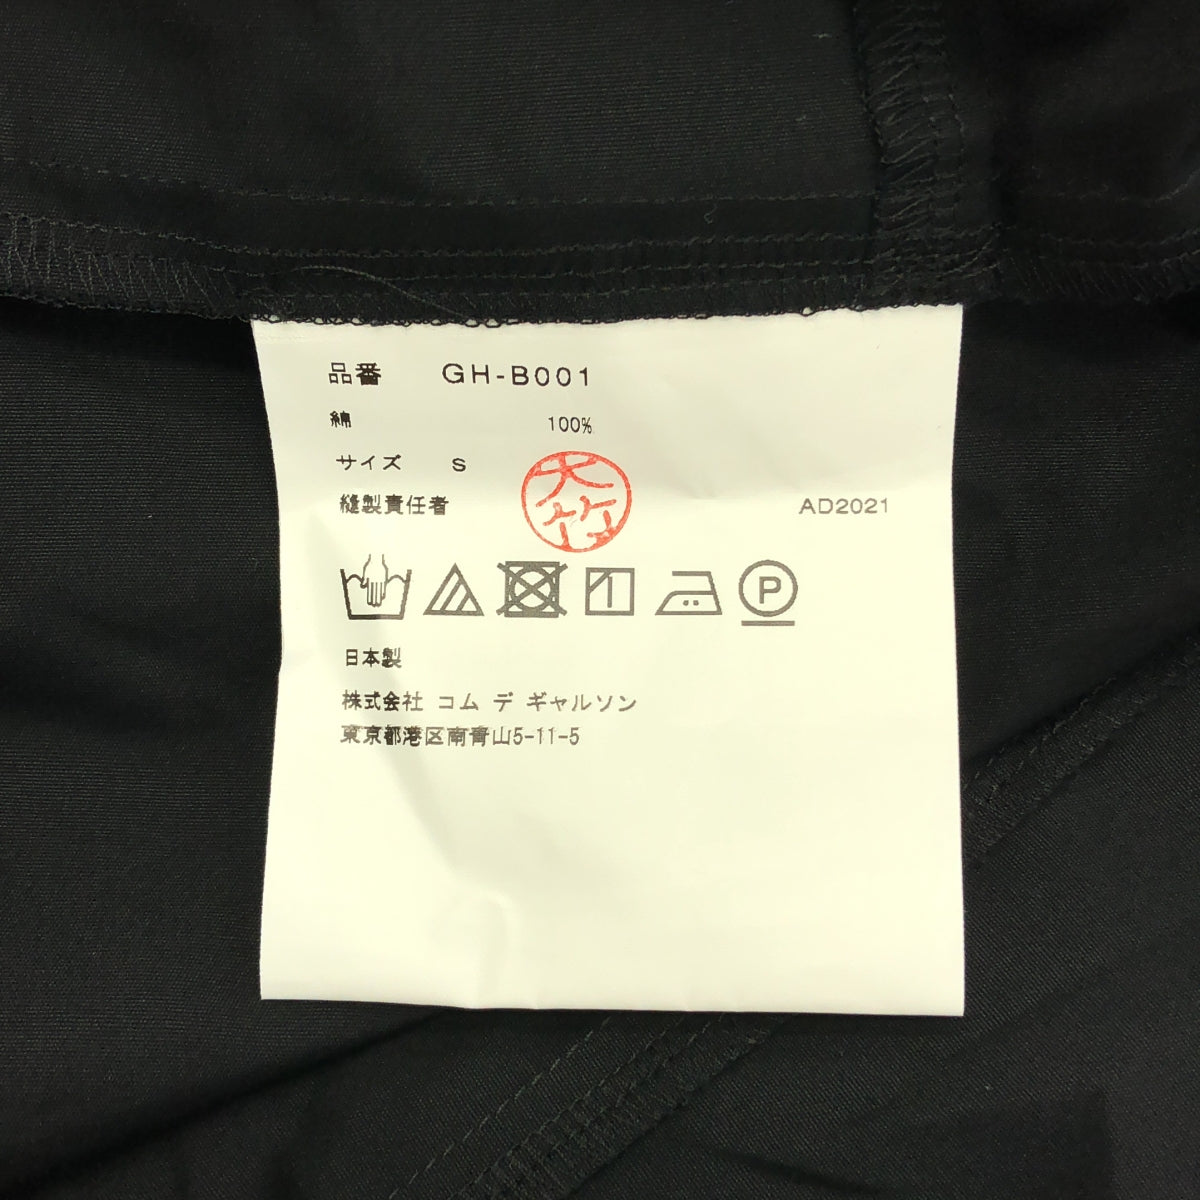 品番 GH-B001
綿 100%
サイズ S
縫製責任者 大竹 AD2021
P
日本製
株式会社 コム デ ギャルソン
東京都港区南青山5-11-5